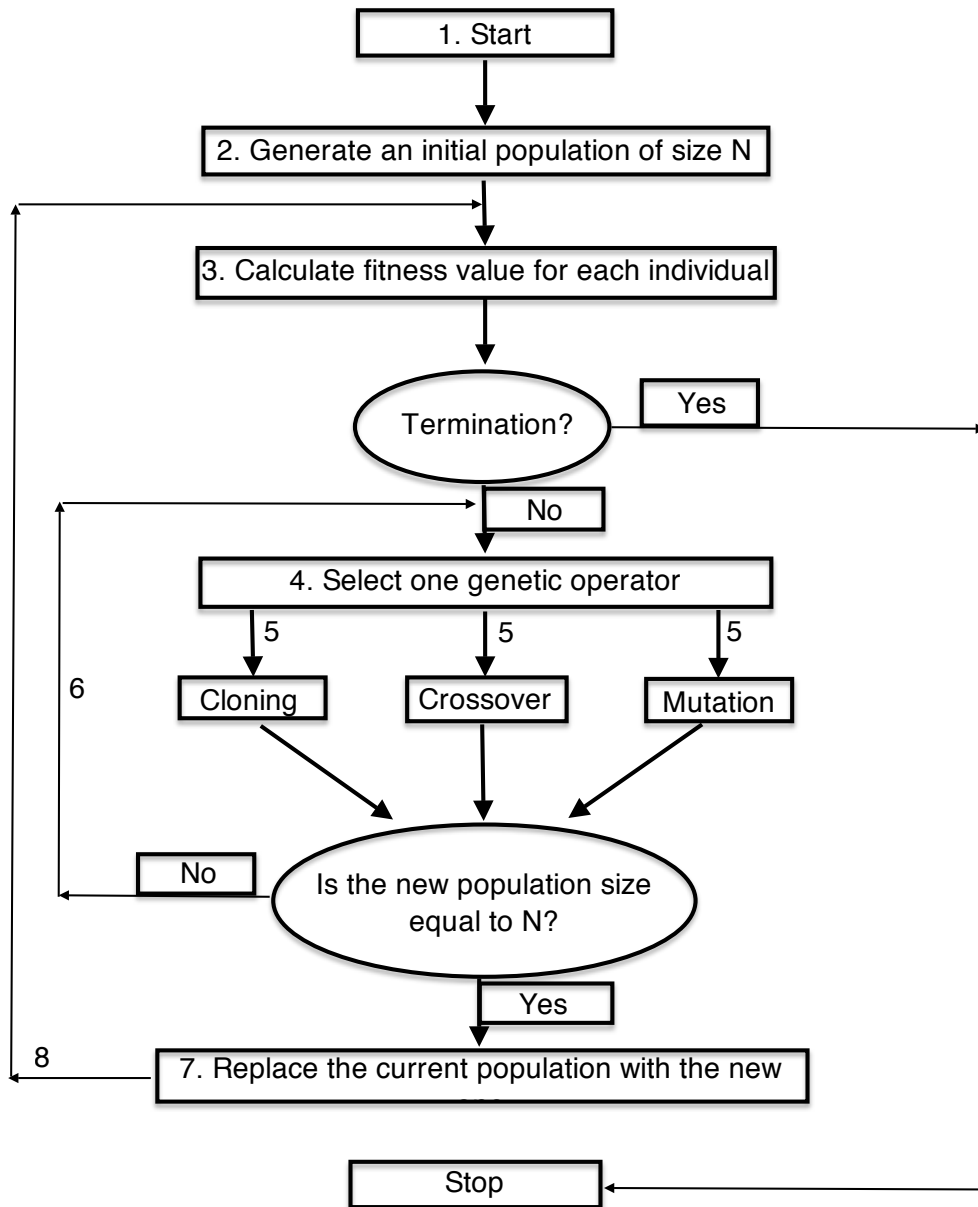 1. Start
2. Generate an initial population of size N
3. Calculate fitness value for each individual
Termination?
Yes
No
4. Select one genetic operator
5
5
5
6
Cloning
Crossover
Mutation
No
Is the new population size
equal to N?
Yes
8
7. Replace the current population with the new
Stop